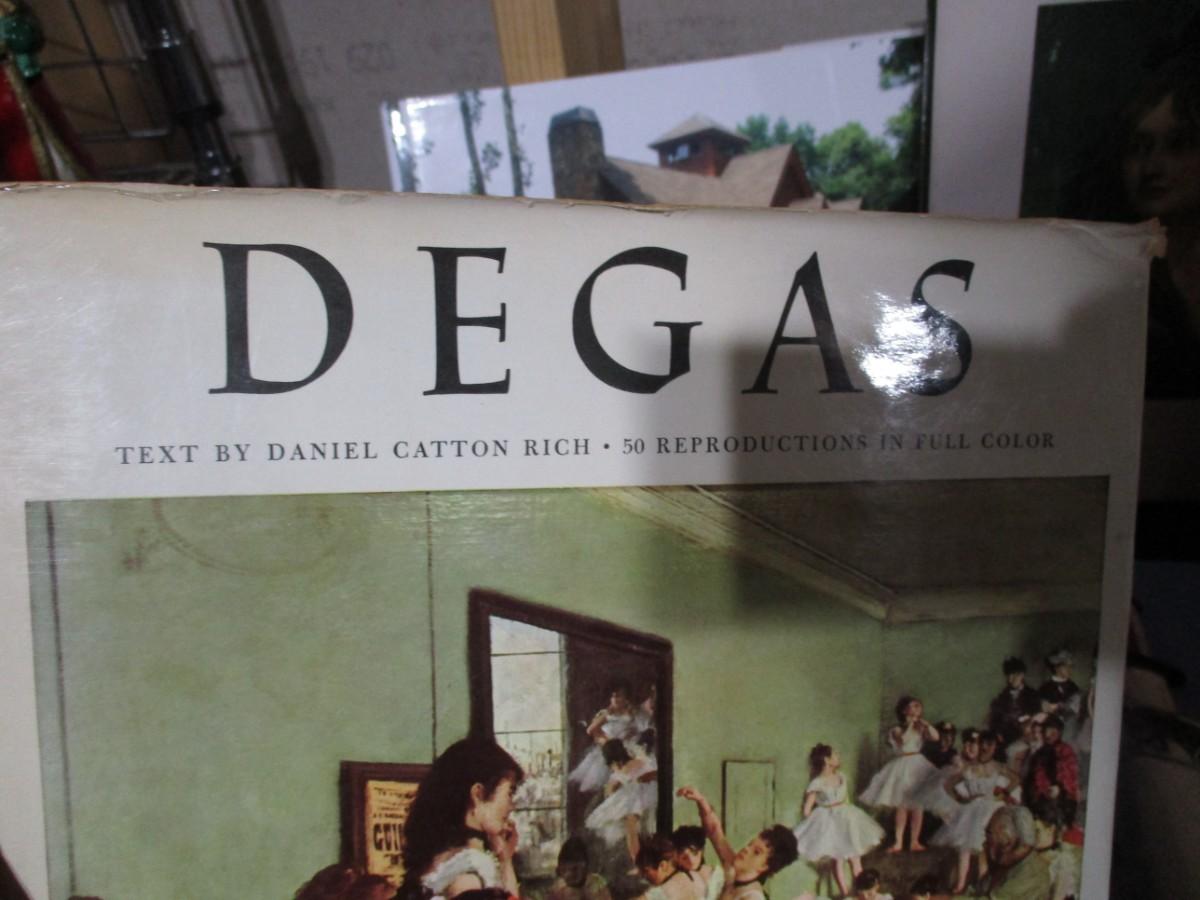 DEGAS
TEXT BY DANIEL CATTON RICH • 50 REPRODUCTIONS IN FULL COLOR